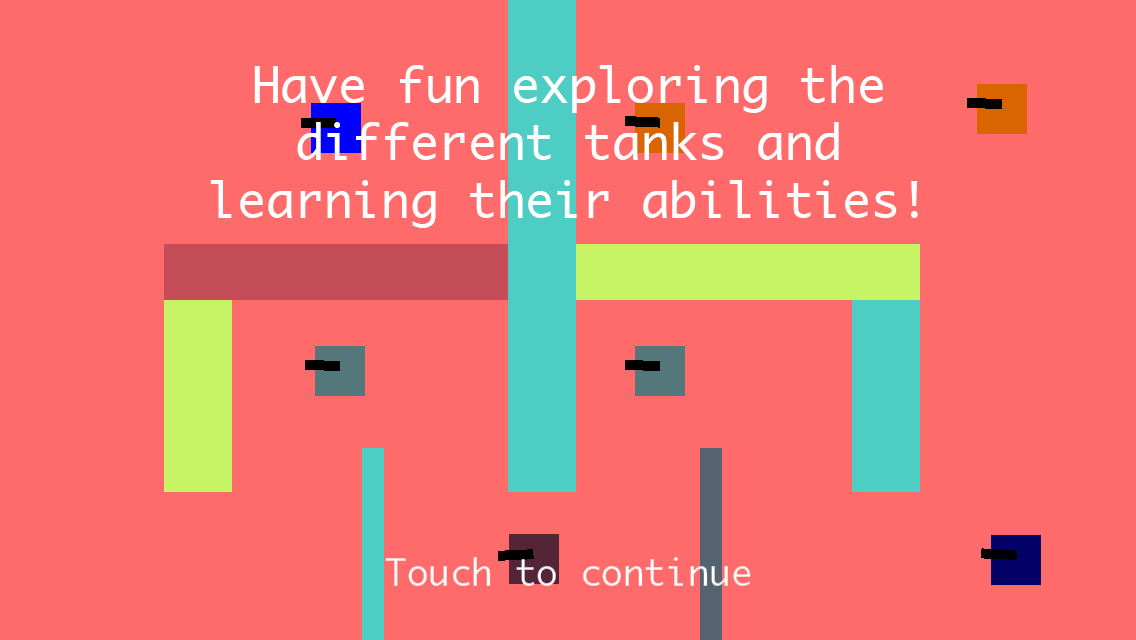 Have fun exploring the
different tanks and
learning their abilities!
Touch to continue